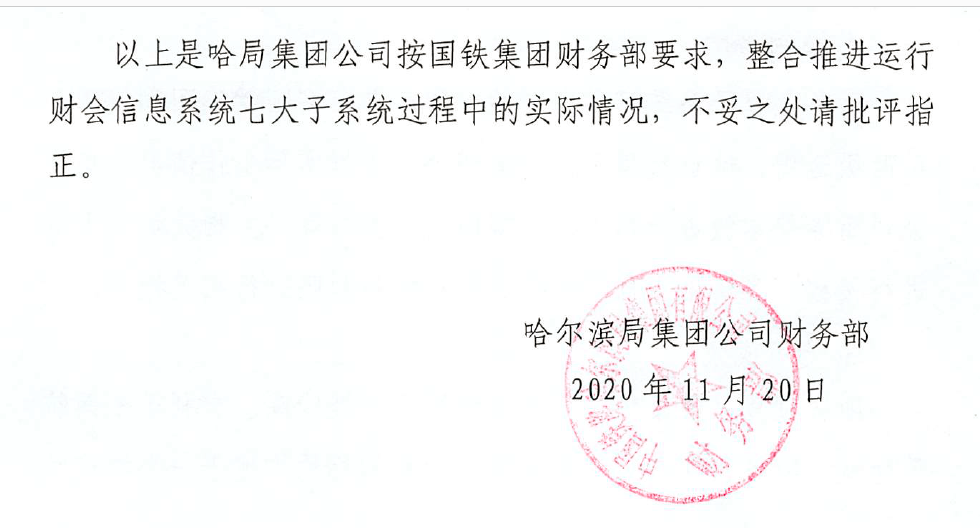 以上是哈局集团公司按国铁集团财务部要求，整合推进运行
财会信息系统七大子系统过程中的实际情况，不妥之处请批评指
正。
哈尔滨局集团公司财务部
2020年11月20日